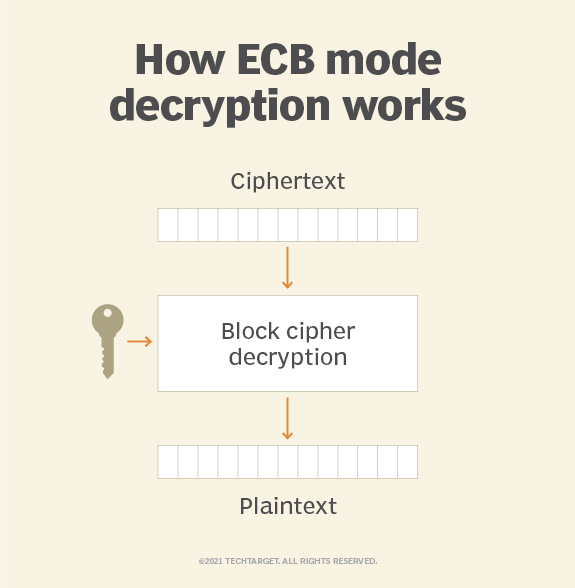 How ECB mode
decryption works
Ciphertext
Block cipher
decryption
Plaintext
©2021 TECHTARGET. ALL RIGHTS RESERVED.